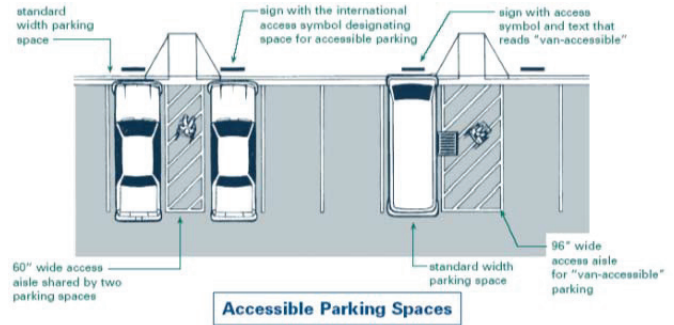 standard
width parking
space
sign with the international
access symbol designating
space for accessible parking
sign with access
symbol and text that
reads "van-accessible"
60" wide access
aisle shared by two
parking spaces
standard width
parking space
96" wide
access aisle
for "van-accessible"
parking
Accessible Parking Spaces